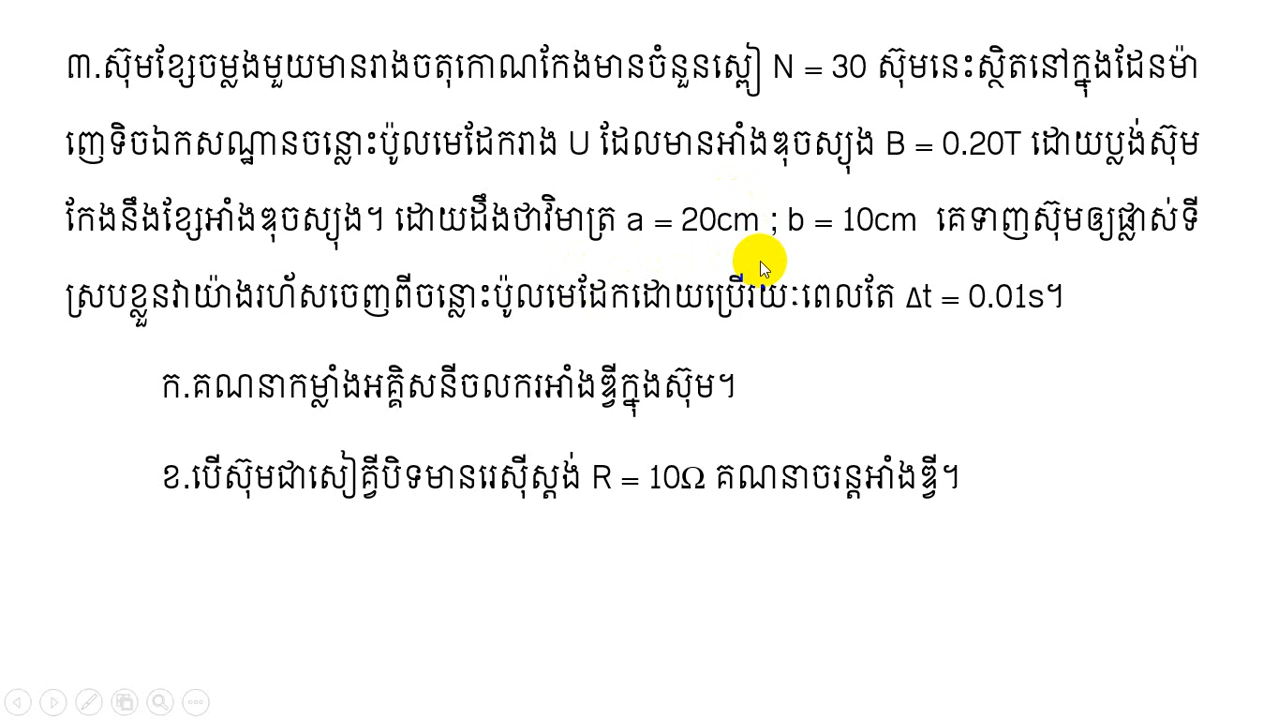 ៣.ស៊ុមខ្សែចម្លងមួយមានរាងចតុកោណកែងមានចំនួនស្ពៀ N = 30 ស៊ុមនេះស្ថិតនៅក្នុងដែនម៉ា
ញេទិចឯកសណ្ឋានចន្លោះប៉ូលមេដែករាង U ដែលមានអាំងឌុចស្យុង B = 0.20T ដោយប្លង់ស៊ុម
កែងនឹងខ្សែអាំងឌុចស្យុង។ ដោយដឹងថាវិមាត្រ a = 20cm ; b = 10cm គេទាញស៊ុមឲ្យផ្លាស់ទី
ស្របខ្លួនវាយ៉ាងរហ័សចេញពីចន្លោះប៉ូលមេដែកដោយប្រើរយៈពេលតែ Δt = 0.01s។
ក.គណនាកម្លាំងអគ្គិសនីចលករអាំងឌ្វីក្នុងស៊ុម។
ខ.បើស៊ុមជាសៀគ្វីបិទមានរេស៊ីស្តង់ R = 10Ω គណនាចរន្តអាំងឌ្វី។